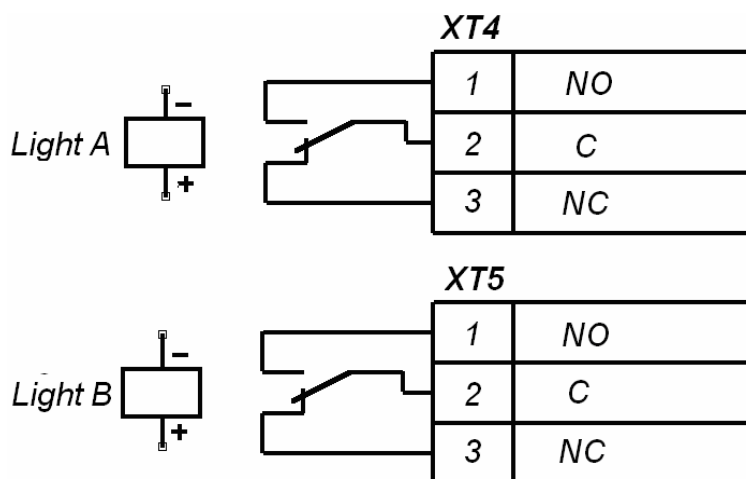 XT4
1 NO
−
Light A
2 C
+
3 NC
XT5
1 NO
−
Light B
2 C
+
3 NC